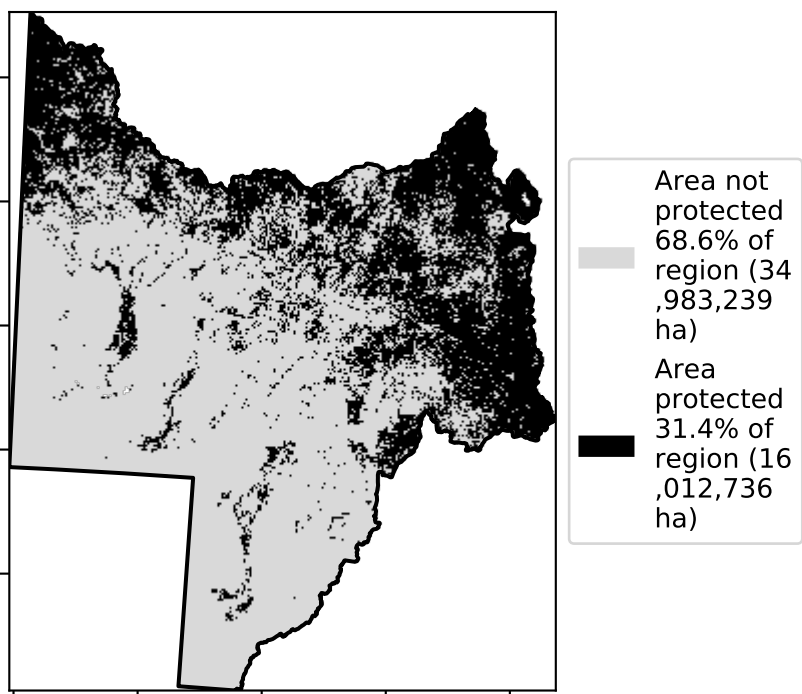 Area not
protected
68.6% of
region (34
,983,239
ha)
Area
protected
31.4% of
region (16
,012,736
ha)